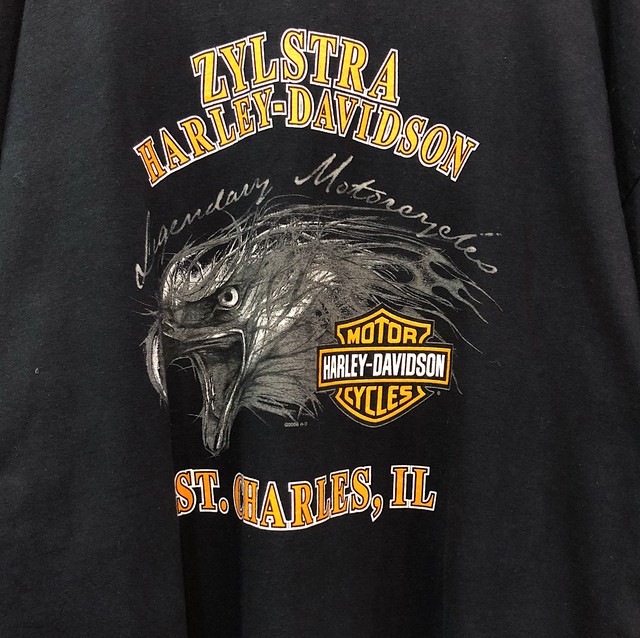 ZYLSTRA
HARLEY-DAVIDSON
Legendary Motorcycles
MOTOR
HARLEY-DAVIDSON
CYCLES
ST. CHARLES, IL